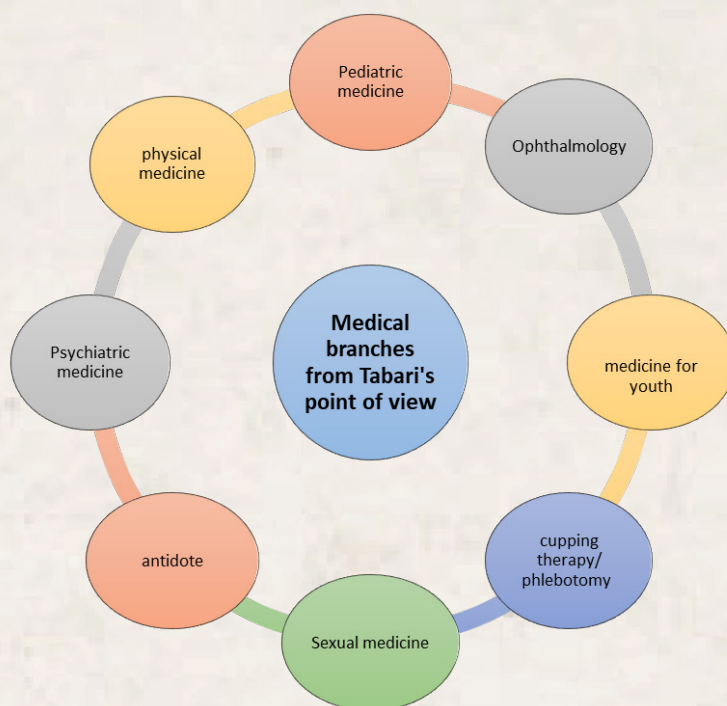 Pediatric
medicine
Ophthalmology
medicine for
youth
cupping
therapy/
phlebotomy
Sexual medicine
antidote
Psychiatric
medicine
physical
medicine
Medical
branches
from Tabari's
point of view